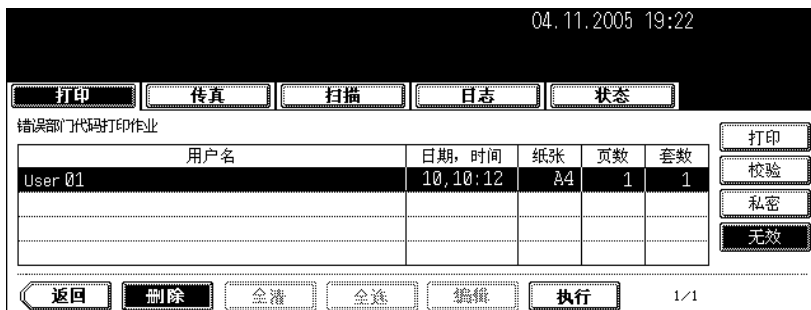 04.11.2005 19:22
打印 传真 扫描 日志 状态
错误部门代码打印作业
打印
用户名 日期，时间 纸张 页数 套数
校验
User 01 10,10:12 A4 1 1
私密
无效
返回 删除 全清 全选 编辑 执行 1/1